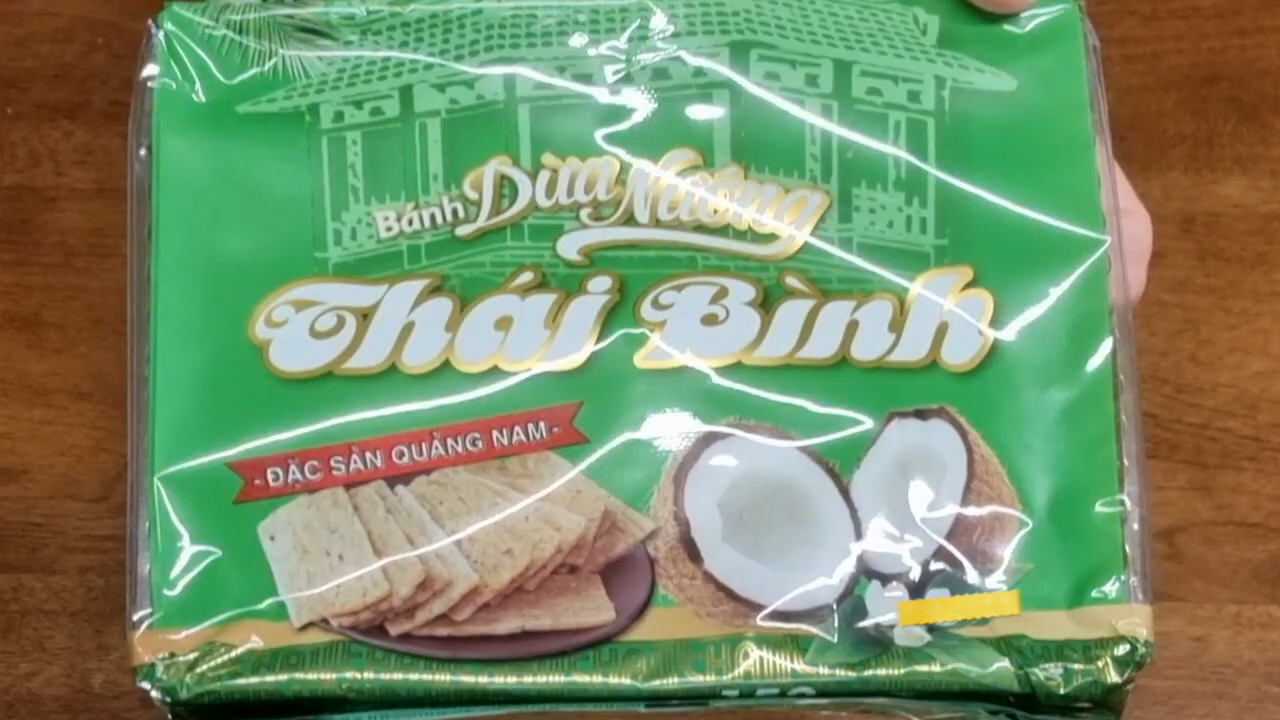 Bánh Dừa Nướng
Thái Bình
- ĐẶC SẢN QUẢNG NAM -